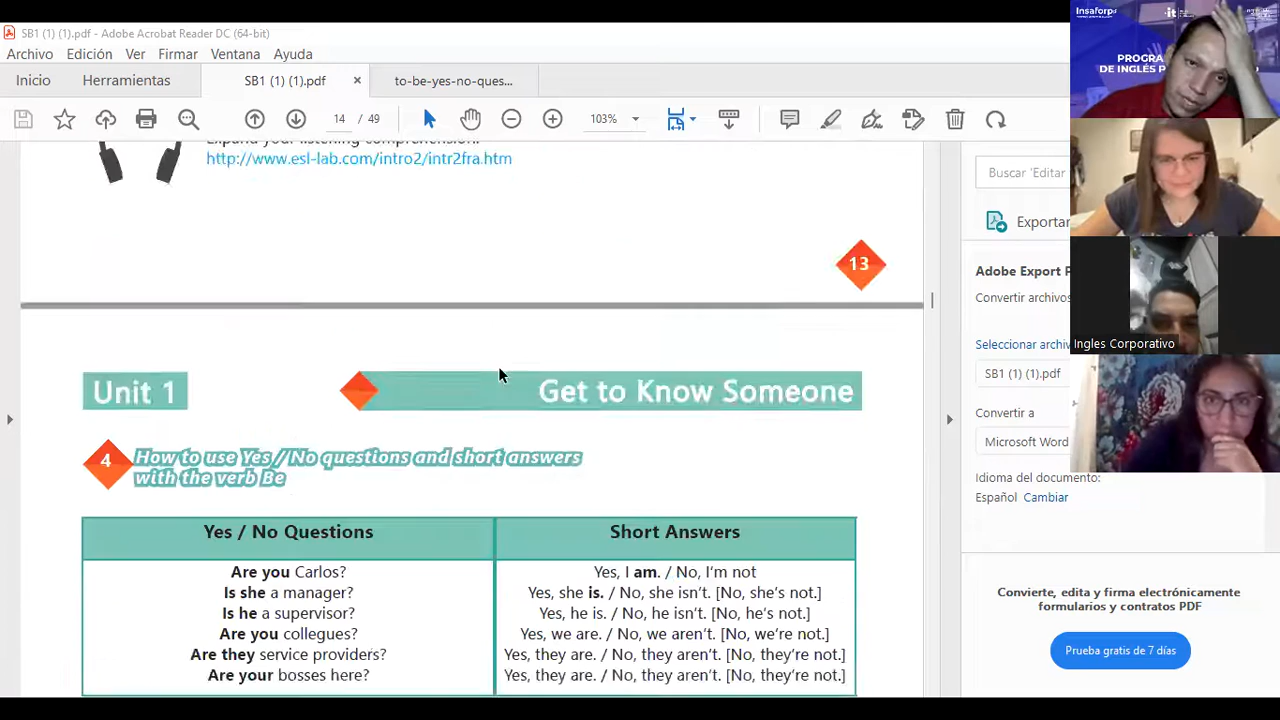 SB1 (1) (1).pdf - Adobe Acrobat Reader DC (64-bit)
Archivo Edición Ver Firmar Ventana Ayuda
Inicio Herramientas SB1 (1) (1).pdf × to-be-yes-no-ques...
14 / 49 103%
http://www.esl-lab.com/intro2/intr2fra.htm
13
Unit 1 Get to Know Someone
4 How to use Yes / No questions and short answers
with the verb Be
Yes / No Questions Short Answers
Are you Carlos? Yes, I am. / No, I'm not
Is she a manager? Yes, she is. / No, she isn't. [No, she's not.]
Is he a supervisor? Yes, he is. / No, he isn't. [No, he's not.]
Are you collegues? Yes, we are. / No, we aren't. [No, we're not.]
Are they service providers? Yes, they are. / No, they aren't. [No, they're not.]
Are your bosses here? Yes, they are. / No, they aren't. [No, they're not.]
Buscar 'Editar
Exportar
Adobe Export P
Convertir archivos
Seleccionar archiv
SB1 (1) (1).pdf
Convertir a
Microsoft Word
Idioma del documento:
Español Cambiar
Convierte, edita y firma electrónicamente
formularios y contratos PDF
Prueba gratis de 7 días
Insaforp
PROGRA
DE INGLÉS P
Ingles Corporativo